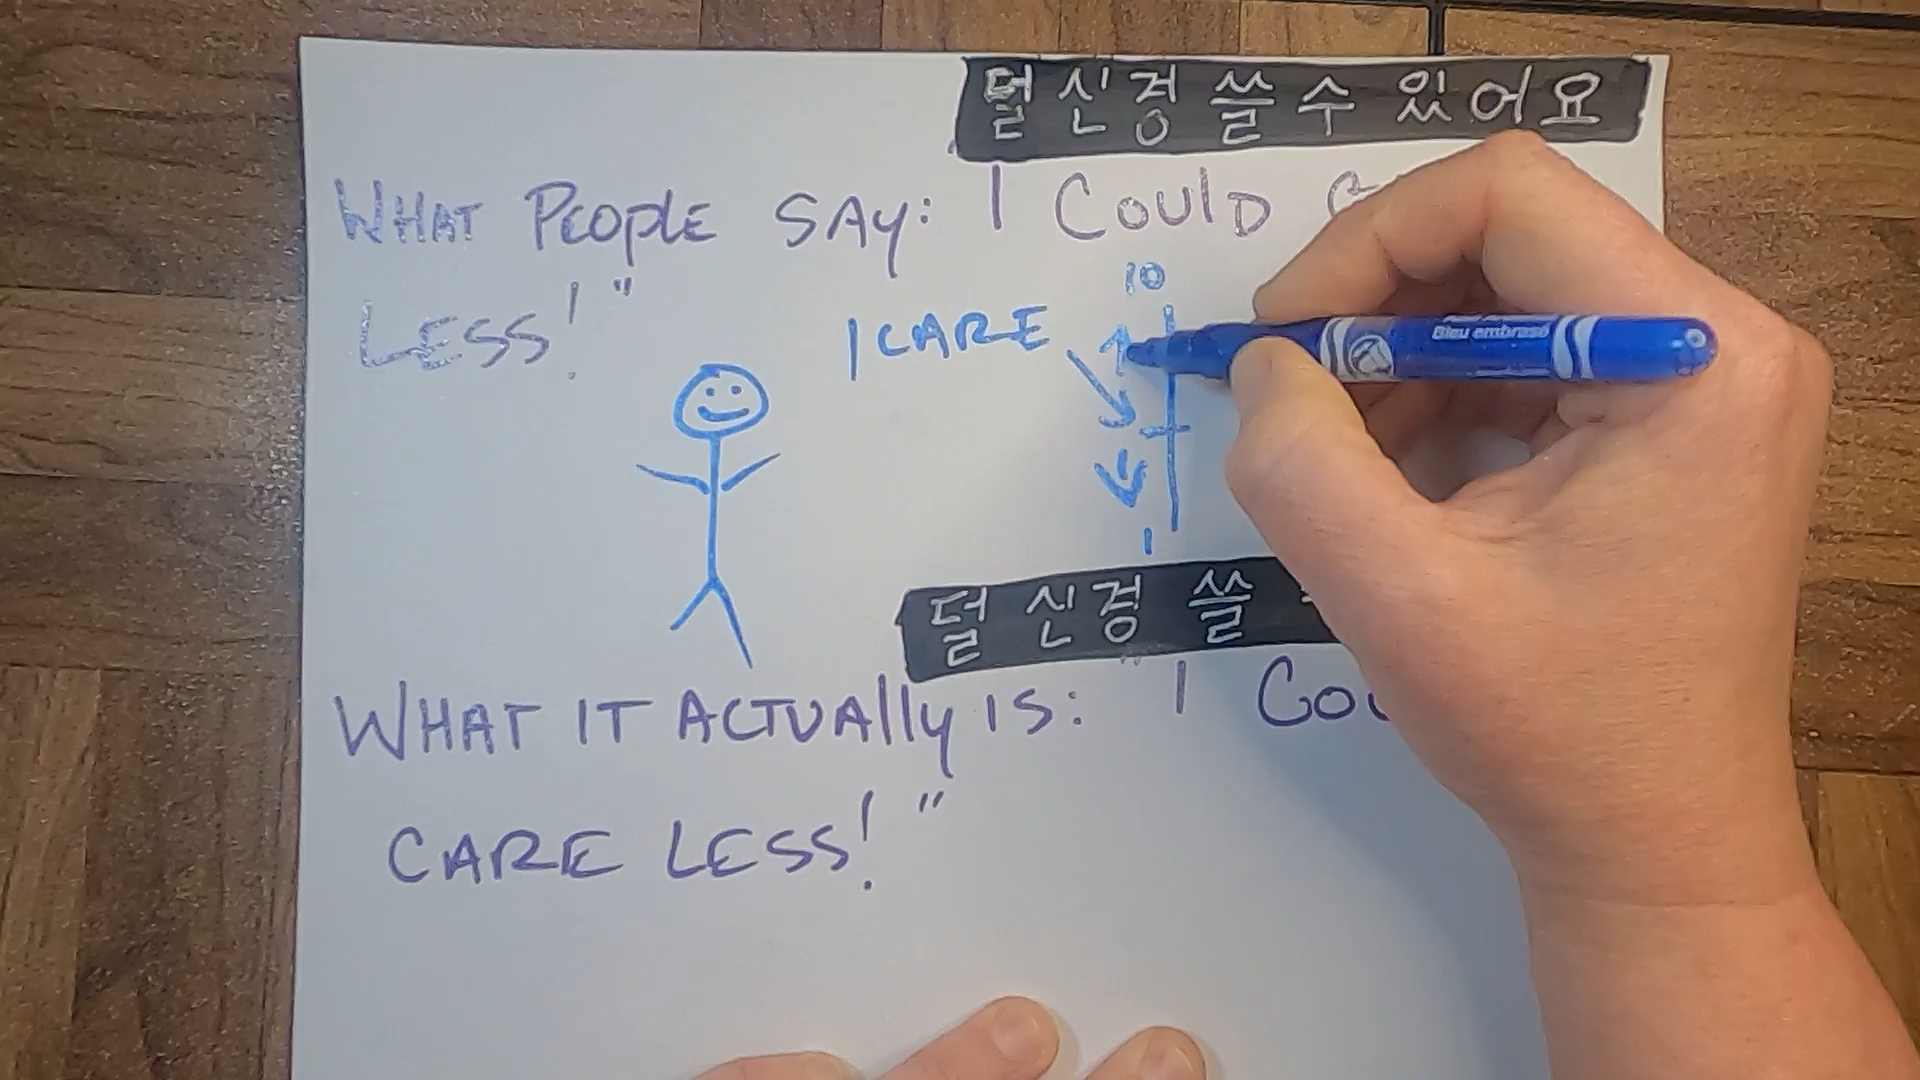 덜 신경 쓸 수 있어요
WHAT PEOPLE SAY: I COULD
LESS!"
10
I CARE
Bleu embrasé
1
덜 신경 쓸
WHAT IT ACTUALLY IS: "I
CARE LESS!"